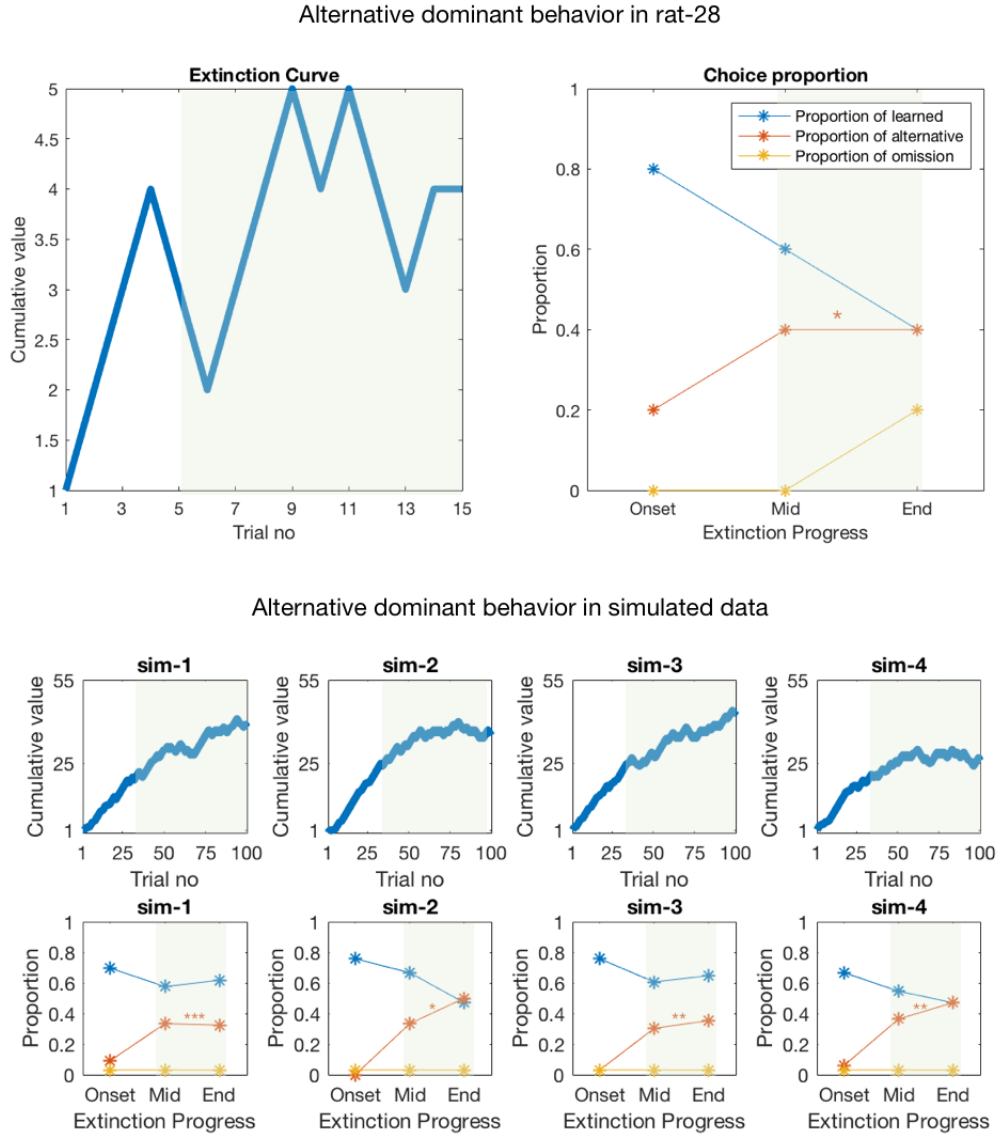 Alternative dominant behavior in rat-28
Extinction Curve
Cumulative value
5
4.5
4
3.5
3
2.5
2
1.5
1
1 3 5 7 9 11 13 15
Trial no
Choice proportion
Proportion
1
0.8
0.6
0.4
0.2
0
Proportion of learned
Proportion of alternative
Proportion of omission
*
Onset Mid End
Extinction Progress
Alternative dominant behavior in simulated data
sim-1
Cumulative value
55
25
1
1 25 50 75 100
Trial no
sim-2
Cumulative value
55
25
1
1 25 50 75 100
Trial no
sim-3
Cumulative value
55
25
1
1 25 50 75 100
Trial no
sim-4
Cumulative value
55
25
1
1 25 50 75 100
Trial no
sim-1
Proportion
1
0.8
0.6
0.4
0.2
0
***
Onset Mid End
Extinction Progress
sim-2
Proportion
1
0.8
0.6
0.4
0.2
0
*
Onset Mid End
Extinction Progress
sim-3
Proportion
1
0.8
0.6
0.4
0.2
0
**
Onset Mid End
Extinction Progress
sim-4
Proportion
1
0.8
0.6
0.4
0.2
0
**
Onset Mid End
Extinction Progress